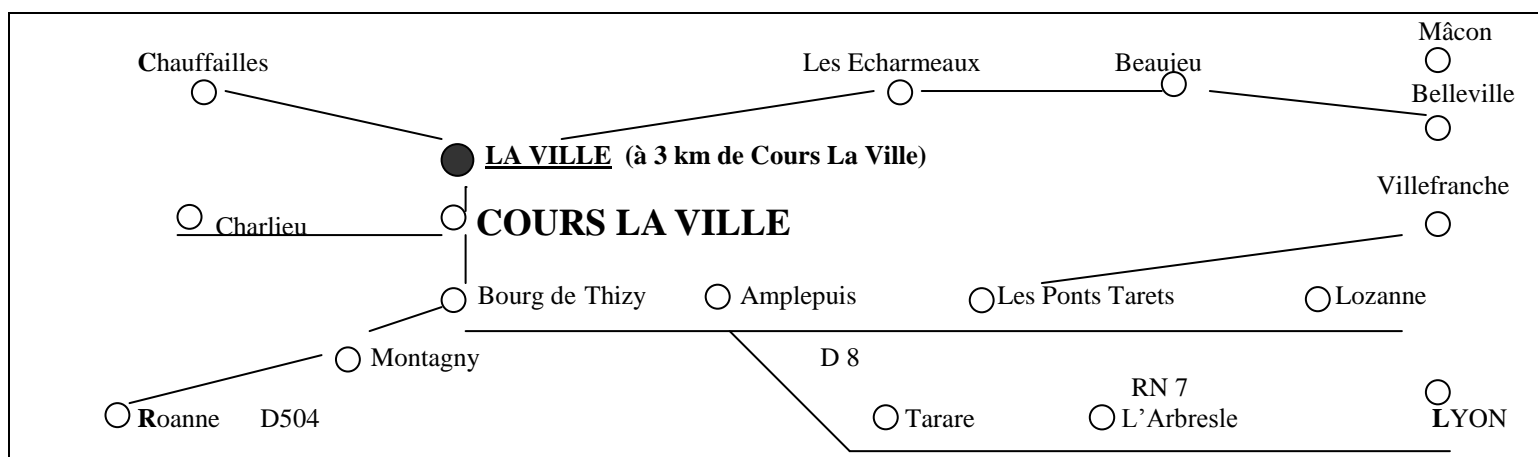 Mâcon
Chauffailles Les Echarmeaux Beaujeu
Belleville
LA VILLE (à 3 km de Cours La Ville)
Villefranche
Charlieu COURS LA VILLE
Bourg de Thizy Amplepuis Les Ponts Tarets Lozanne
Montagny D 8
RN 7
Roanne D504 Tarare L’Arbresle LYON